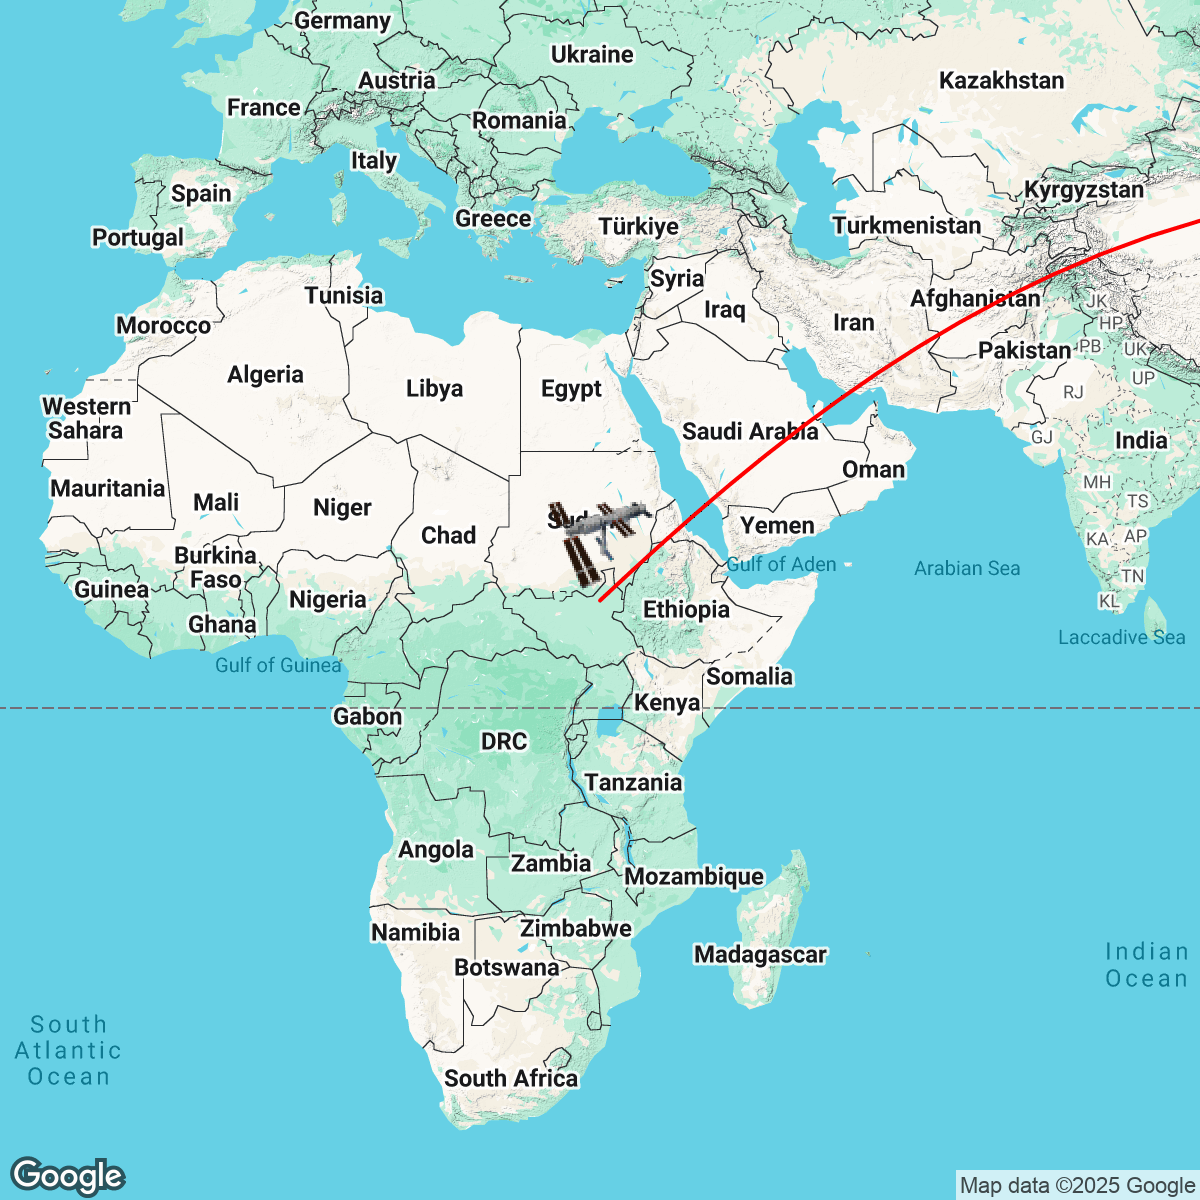 Germany
Ukraine
Austria
Kazakhstan
France
Romania
Italy
Spain
Kyrgyzstan
Greece
Türkiye
Turkmenistan
Portugal
Syria
Tunisia
Afghanistan
JK
Iraq
Morocco
Iran
HP
Pakistan
PB
UK
Algeria
Libya
Egypt
UP
RJ
Western
Sahara
Saudi Arabia
GJ
India
Oman
Mauritania
Mali
Niger
MH
TS
Sud
Yemen
Chad
KA
AP
Burkina
Faso
Gulf of Aden
Arabian Sea
TN
Guinea
Nigeria
KL
Ethiopia
Ghana
Laccadive Sea
Gulf of Guinea
Somalia
Kenya
Gabon
DRC
Tanzania
Angola
Zambia
Mozambique
Namibia
Zimbabwe
Madagascar
Indian
Ocean
Botswana
South
Atlantic
Ocean
South Africa
Google
Map data ©2025 Google